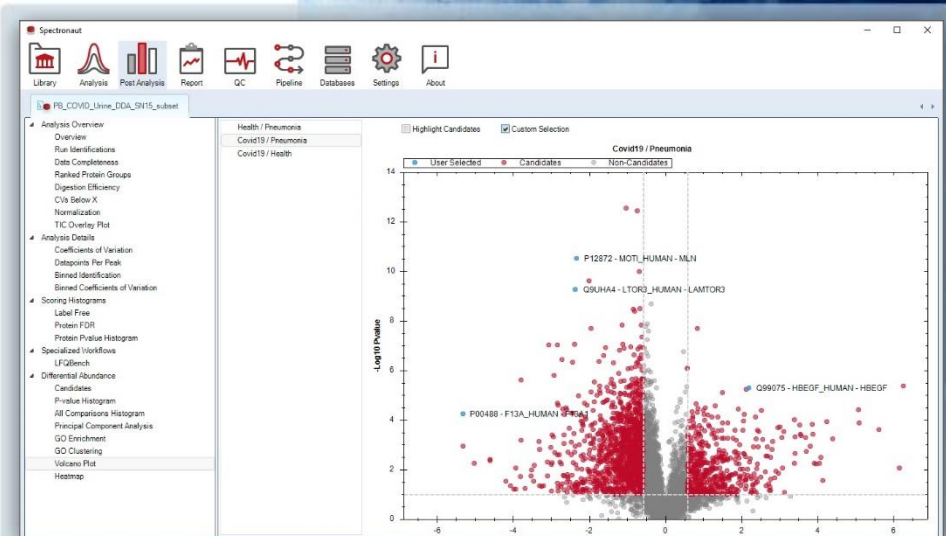 Spectronaut
Library Analysis Post Analysis Report QC Pipeline Databases Settings About
PB_COVID_Urine_DDA_SN15_subset
Analysis Overview
Overview
Run Identifications
Data Completeness
Ranked Protein Groups
Digestion Efficiency
CVs Below X
Normalization
TIC Overlay Plot
Analysis Details
Coefficients of Variation
Datapoints Per Peak
Binned Identification
Binned Coefficients of Variation
Scoring Histograms
Label Free
Protein FDR
Protein Pvalue Histogram
Specialized Workflows
LFQBench
Differential Abundance
Candidates
P-value Histogram
All Comparisons Histogram
Principal Component Analysis
GO Enrichment
GO Clustering
Volcano Plot
Heatmap
Health / Pneumonia
Covid19 / Pneumonia
Covid19 / Health
Highlight Candidates Custom Selection
Covid19 / Pneumonia
User Selected Candidates Non-Candidates
-Log10 Pvalue
14
12
10
8
6
4
2
0
P12872 - MOTI_HUMAN - MLN
Q9UHA4 - LTOR3_HUMAN - LAMTOR3
Q99075 - HBEGF_HUMAN - HBEGF
P00488 - F13A_HUMAN - F13A1
-6 -4 -2 0 2 4 6